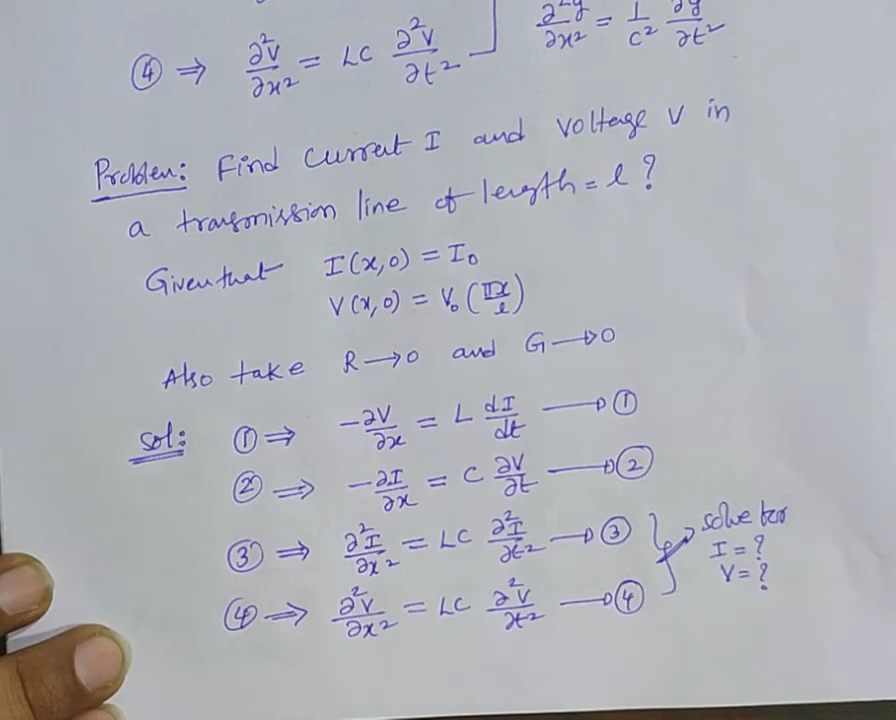 ④ ⇒ ∂²V/∂x² = LC ∂²V/∂t²
∂²y/∂x² = 1/c² ∂y/∂t²
Problem: Find current I and voltage V in
a transmission line of length = l ?
Given that I(x,0) = I₀
V(x,0) = V₀ (πx/l)
Also take R → 0 and G → 0
Sol: ① ⇒ -∂V/∂x = L dI/dt → ①
② ⇒ -∂I/∂x = C ∂V/∂t → ②
③ ⇒ ∂²I/∂x² = LC ∂²I/∂t² → ③
④ ⇒ ∂²V/∂x² = LC ∂²V/∂t² → ④
solve for
I = ?
V = ?